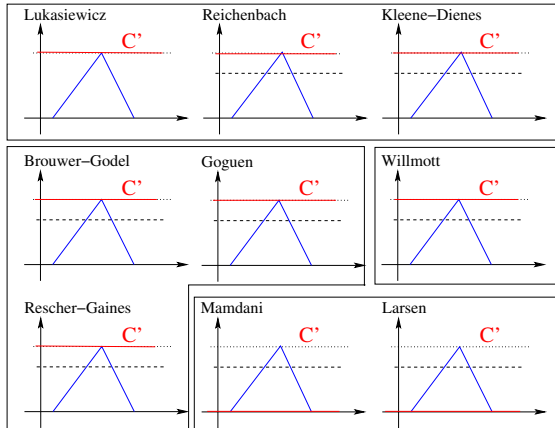 Lukasiewicz
C'
Reichenbach
C'
Kleene-Dienes
C'
Brouwer-Godel
C'
Goguen
C'
Willmott
C'
Rescher-Gaines
C'
Mamdani
C'
Larsen
C'